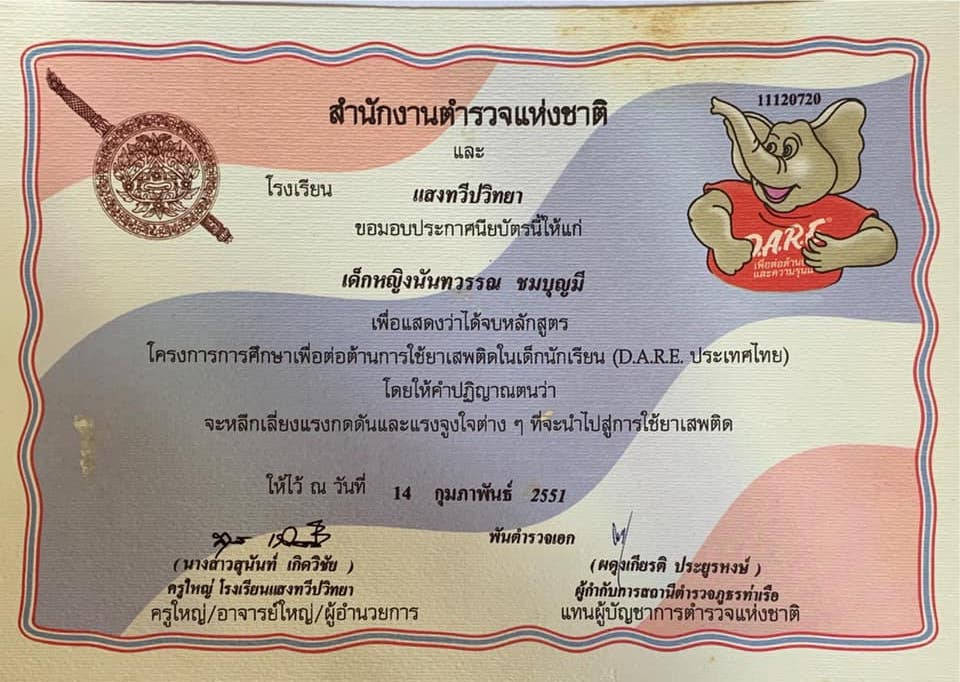 11120720
สำนักงานตำรวจแห่งชาติ
และ
โรงเรียน แสงทวีปวิทยา
ขอมอบประกาศนียบัตรนี้ให้แก่
เด็กหญิงนันทวรรณ ชมบุญมี
เพื่อแสดงว่าได้จบหลักสูตร
โครงการการศึกษาเพื่อต่อต้านการใช้ยาเสพติดในเด็กนักเรียน (D.A.R.E. ประเทศไทย)
โดยให้คำปฏิญาณตนว่า
จะหลีกเลี่ยงแรงกดดันและแรงจูงใจต่าง ๆ ที่จะนำไปสู่การใช้ยาเสพติด
ให้ไว้ ณ วันที่ 14 กุมภาพันธ์ 2551
พันตำรวจเอก
(นางสาวสุนันท์ เกิดวิชัย )
(ผดุงเกียรติ ประยูรหงษ์ )
ครูใหญ่ โรงเรียนแสงทวีปวิทยา
ผู้กำกับการสถานีตำรวจภูธรท่าเรือ
ครูใหญ่/อาจารย์ใหญ่/ผู้อำนวยการ
แทนผู้บัญชาการตำรวจแห่งชาติ
D.A.R.E
เพื่อต่อต้าน
และความรุน